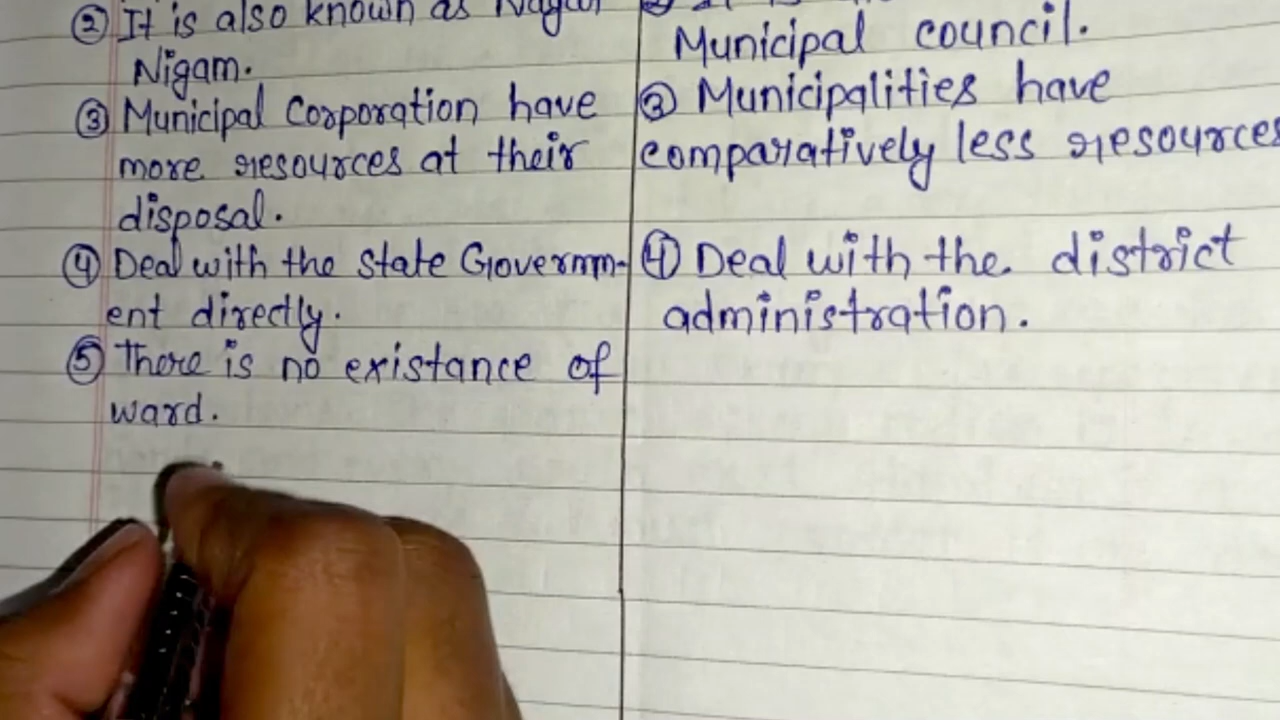 ② It is also known as Nagar
Nigam.
③ Municipal Corporation have
more resources at their
disposal.
④ Deal with the state Governm-
ent directly.
⑤ There is no existance of
ward.
Municipal council.
③ Municipalities have
comparatively less resources
④ Deal with the district
administration.